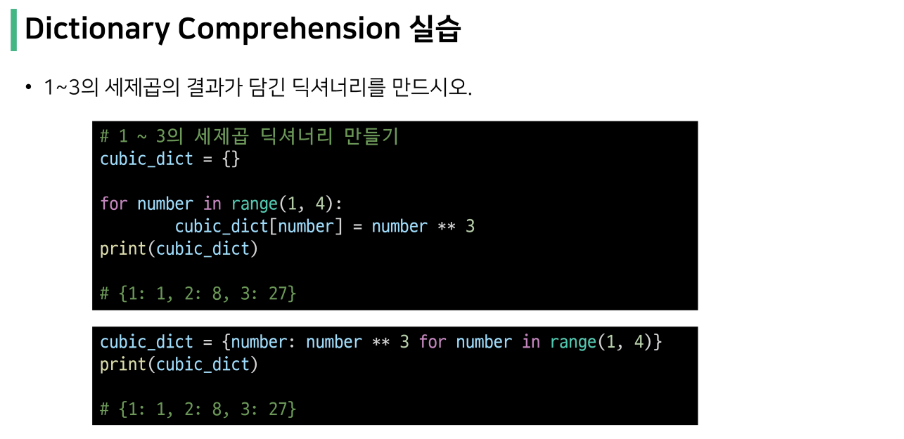 Dictionary Comprehension 실습
• 1~3의 세제곱의 결과가 담긴 딕셔너리를 만드시오.
# 1 ~ 3의 세제곱 딕셔너리 만들기
cubic_dict = {}
for number in range(1, 4):
        cubic_dict[number] = number ** 3
print(cubic_dict)
# {1: 1, 2: 8, 3: 27}
cubic_dict = {number: number ** 3 for number in range(1, 4)}
print(cubic_dict)
# {1: 1, 2: 8, 3: 27}